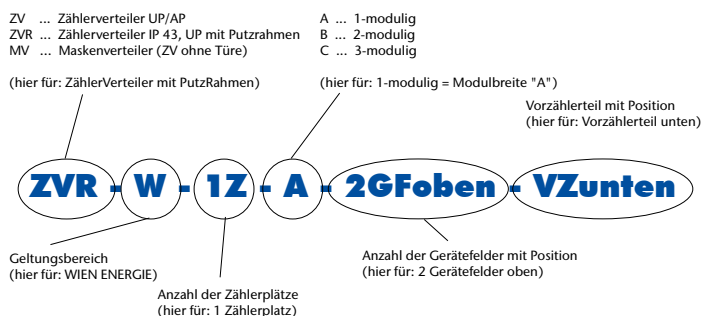 ZV ... Zählerverteiler UP/AP
ZVR ... Zählerverteiler IP 43, UP mit Putzrahmen
MV ... Maskenverteiler (ZV ohne Türe)
(hier für: ZählerVerteiler mit PutzRahmen)
A ... 1-modulig
B ... 2-modulig
C ... 3-modulig
(hier für: 1-modulig = Modulbreite "A")
Vorzählerteil mit Position
(hier für: Vorzählerteil unten)
ZVR - W - 1Z - A - 2GFoben - VZunten
Geltungsbereich
(hier für: WIEN ENERGIE)
Anzahl der Zählerplätze
(hier für: 1 Zählerplatz)
Anzahl der Gerätefelder mit Position
(hier für: 2 Gerätefelder oben)